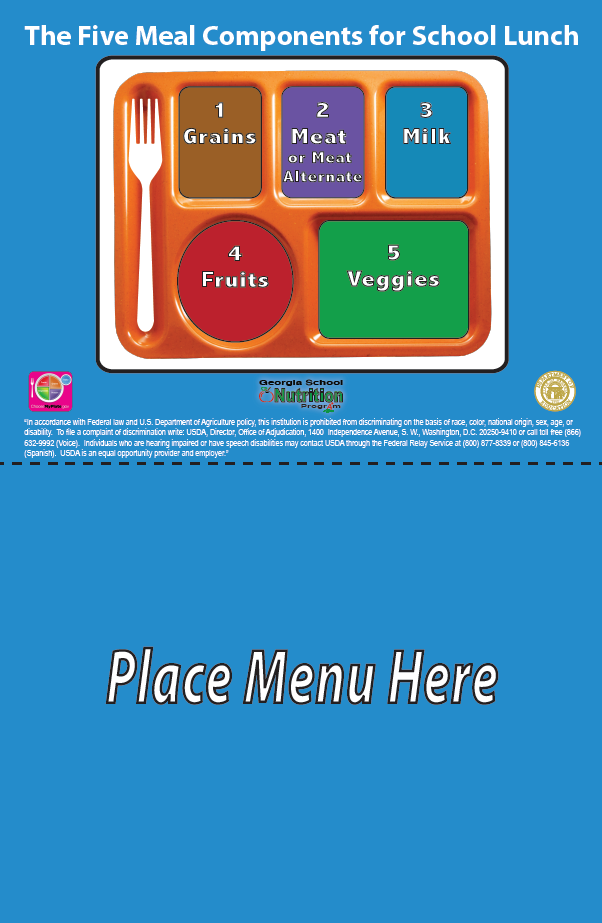 The Five Meal Components for School Lunch
1
Grains
2
Meat
or Meat
Alternate
3
Milk
4
Fruits
5
Veggies
ChooseMyPlate.gov
Georgia School
Nutrition
Program
"In accordance with Federal law and U.S. Department of Agriculture policy, this institution is prohibited from discriminating on the basis of race, color, national origin, sex, age, or
disability.  To file a complaint of discrimination write: USDA, Director, Office of Adjudication, 1400  Independence Avenue, S. W., Washington, D.C. 20250-9410 or call toll free (866)
632-9992 (Voice).  Individuals who are hearing impaired or have speech disabilities may contact USDA through the Federal Relay Service at (800) 877-8339 or (800) 845-6136
(Spanish).  USDA is an equal opportunity provider and employer."
Place Menu Here